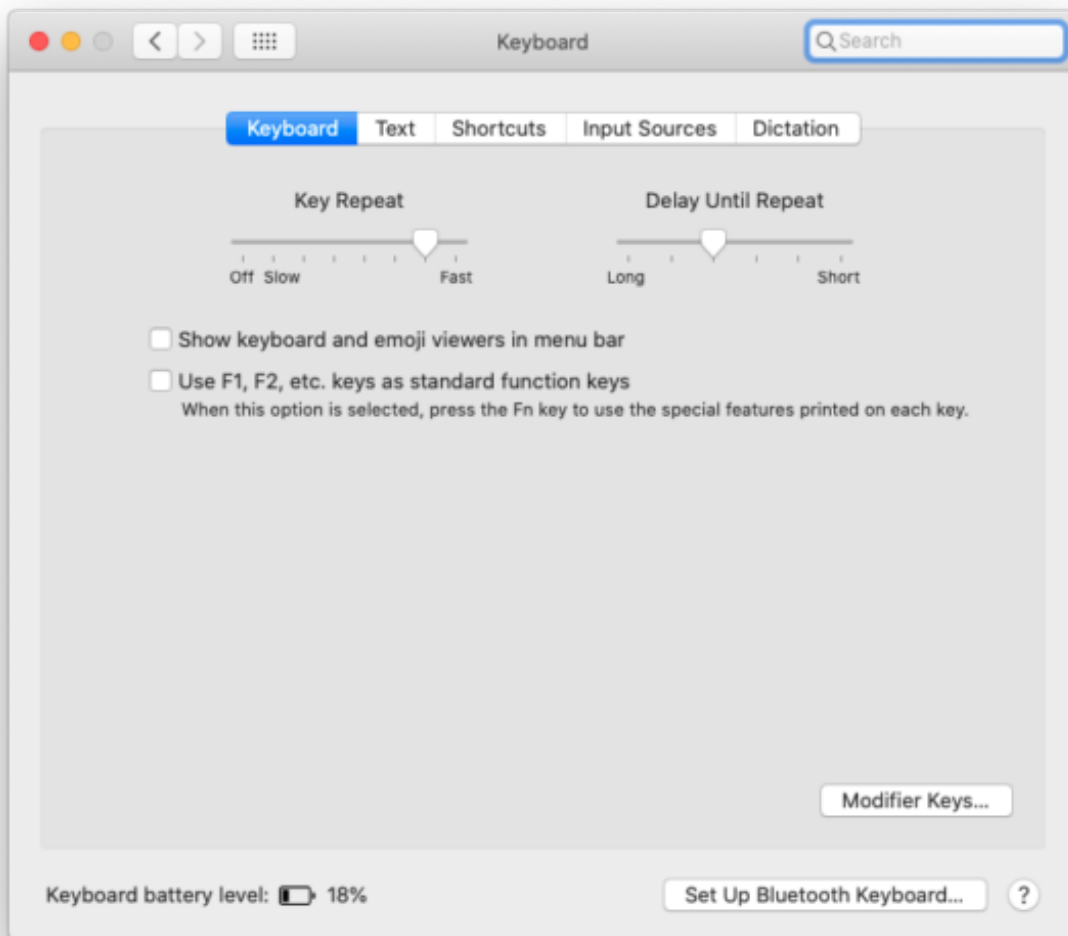 Keyboard
Search
Keyboard Text Shortcuts Input Sources Dictation
Key Repeat Delay Until Repeat
Off Slow Fast Long Short
Show keyboard and emoji viewers in menu bar
Use F1, F2, etc. keys as standard function keys
When this option is selected, press the Fn key to use the special features printed on each key.
Modifier Keys...
Keyboard battery level: 18% Set Up Bluetooth Keyboard... ?